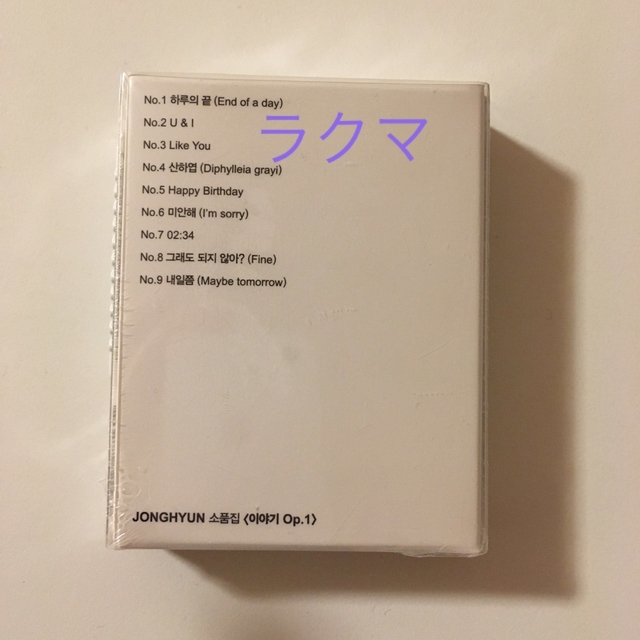 No.1 하루의 끝 (End of a day)
No.2 U & I
ラクマ
No.3 Like You
No.4 산하엽 (Diphylleia grayi)
No.5 Happy Birthday
No.6 미안해 (I'm sorry)
No.7 02:34
No.8 그래도 되지 않아? (Fine)
No.9 내일쯤 (Maybe tomorrow)
JONGHYUN 소품집 〈이야기 Op.1〉